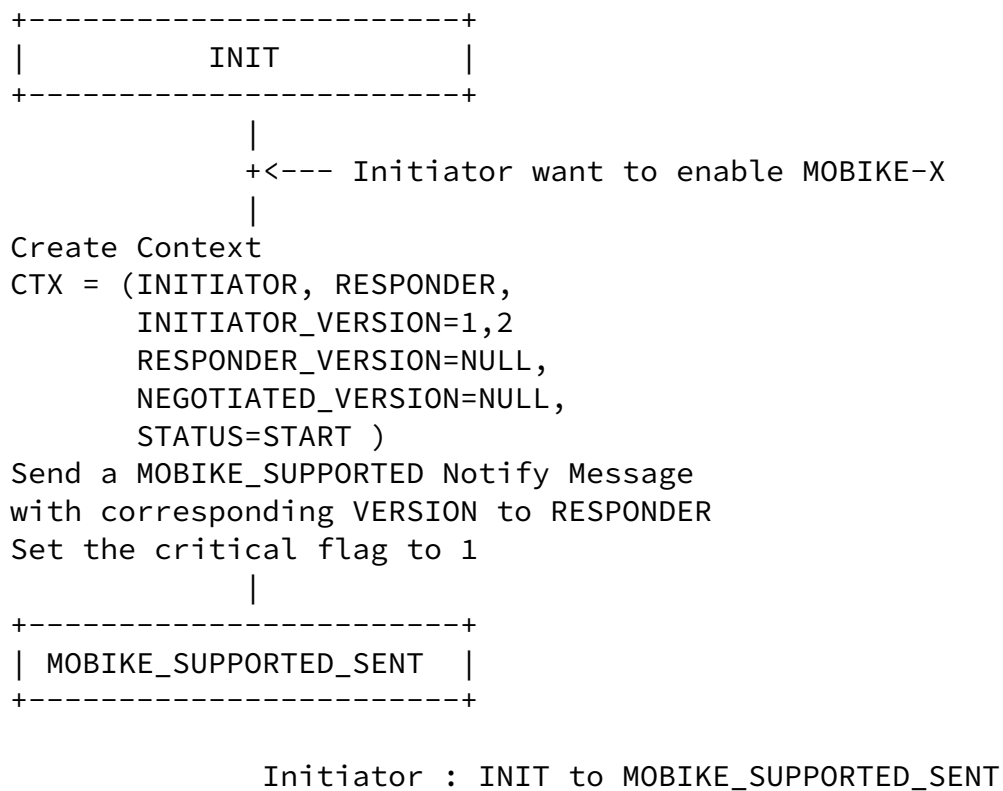 +------------------------+
|           INIT          |
+------------------------+
             |
             +<--- Initiator want to enable MOBIKE-X
             |
Create Context
CTX = (INITIATOR, RESPONDER,
       INITIATOR_VERSION=1,2
       RESPONDER_VERSION=NULL,
       NEGOTIATED_VERSION=NULL,
       STATUS=START )
Send a MOBIKE_SUPPORTED Notify Message
with corresponding VERSION to RESPONDER
Set the critical flag to 1
             |
+------------------------+
| MOBIKE_SUPPORTED_SENT  |
+------------------------+
              Initiator : INIT to MOBIKE_SUPPORTED_SENT